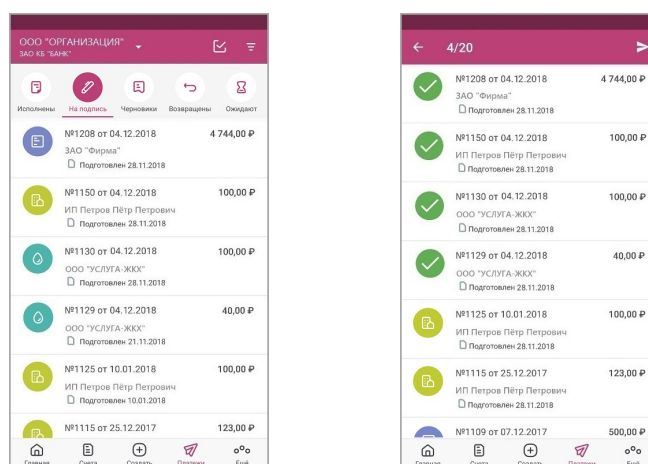 ООО "ОРГАНИЗАЦИЯ"
ЗАО КБ "БАНК"
Исполнены На подпись Черновики Возвращены Ожидают
№1208 от 04.12.2018 4 744,00 ₽
ЗАО "Фирма"
Подготовлен 28.11.2018
№1150 от 04.12.2018 100,00 ₽
ИП Петров Пётр Петрович
Подготовлен 28.11.2018
№1130 от 04.12.2018 100,00 ₽
ООО "УСЛУГА-ЖКХ"
Подготовлен 28.11.2018
№1129 от 04.12.2018 40,00 ₽
ООО "УСЛУГА-ЖКХ"
Подготовлен 21.11.2018
№1125 от 10.01.2018 100,00 ₽
ИП Петров Пётр Петрович
Подготовлен 10.01.2018
№1115 от 25.12.2017 123,00 ₽
Главная Счета Создать Платежи Ещё
4/20
№1208 от 04.12.2018 4 744,00 ₽
ЗАО "Фирма"
Подготовлен 28.11.2018
№1150 от 04.12.2018 100,00 ₽
ИП Петров Пётр Петрович
Подготовлен 28.11.2018
№1130 от 04.12.2018 100,00 ₽
ООО "УСЛУГА-ЖКХ"
Подготовлен 28.11.2018
№1129 от 04.12.2018 40,00 ₽
ООО "УСЛУГА-ЖКХ"
Подготовлен 28.11.2018
№1125 от 10.01.2018 100,00 ₽
ИП Петров Пётр Петрович
Подготовлен 28.11.2018
№1115 от 25.12.2017 123,00 ₽
ИП Петров Пётр Петрович
Подготовлен 28.11.2018
№1109 от 07.12.2017 500,00 ₽
Главная Счета Создать Платежи Ещё